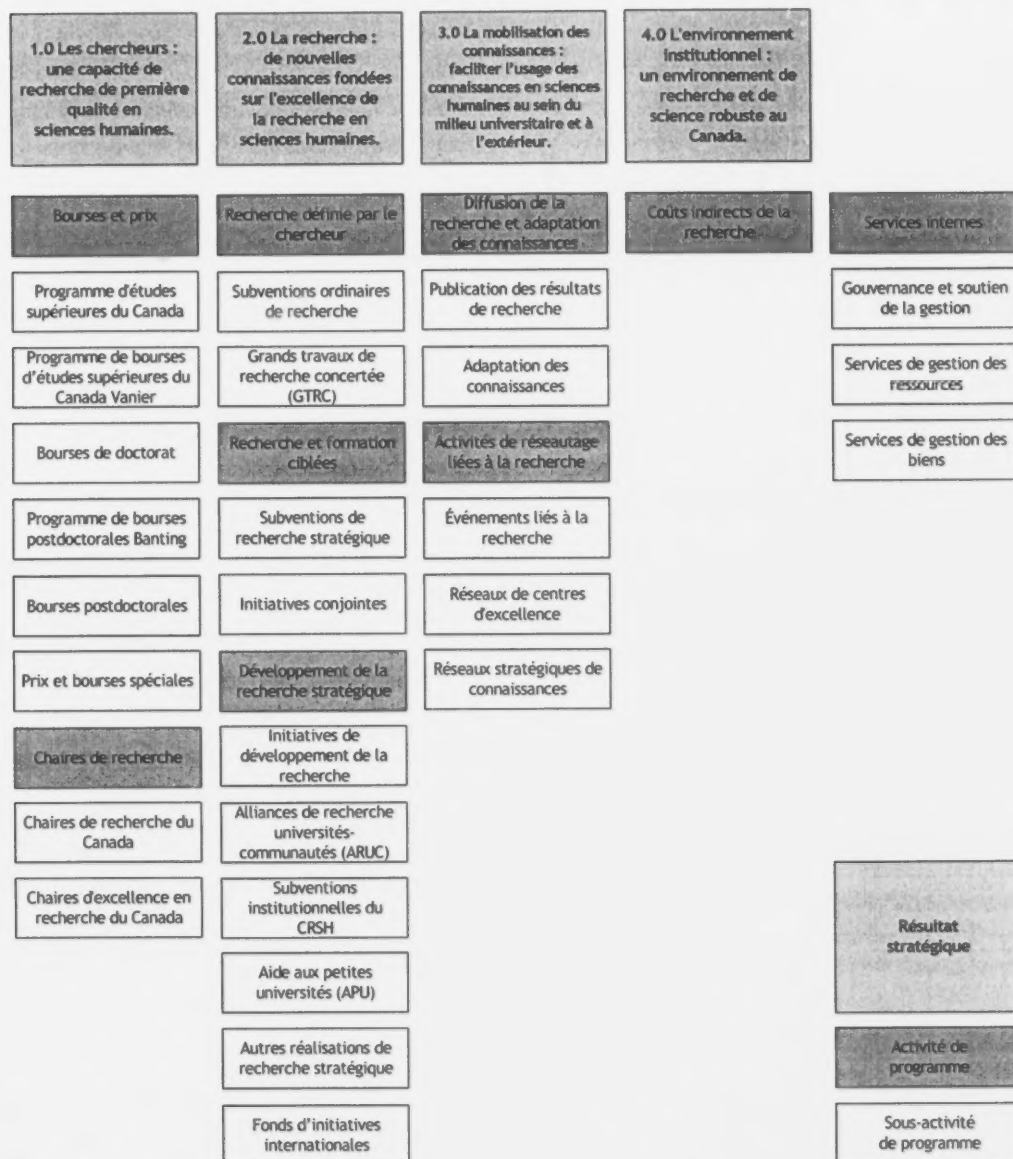 1.0 Les chercheurs :
une capacité de
recherche de première
qualité en
sciences humaines.
2.0 La recherche :
de nouvelles
connaissances fondées
sur l'excellence de
la recherche en
sciences humaines.
3.0 La mobilisation des
connaissances :
faciliter l'usage des
connaissances en sciences
humaines au sein du
milieu universitaire et à
l'extérieur.
4.0 L'environnement
institutionnel :
un environnement de
recherche et de
science robuste au
Canada.
Bourses et prix
Programme d'études
supérieures du Canada
Programme de bourses
d'études supérieures du
Canada Vanier
Bourses de doctorat
Programme de bourses
postdoctorales Banting
Bourses postdoctorales
Prix et bourses spéciales
Chaires de recherche
Chaires de recherche du
Canada
Chaires d'excellence en
recherche du Canada
Recherche définie par le
chercheur
Subventions ordinaires
de recherche
Grands travaux de
recherche concertée
(GTRC)
Recherche et formation
ciblées
Subventions de
recherche stratégique
Initiatives conjointes
Développement de la
recherche stratégique
Initiatives de
développement de la
recherche
Alliances de recherche
universités-
communautés (ARUC)
Subventions
institutionnelles du
CRSH
Aide aux petites
universités (APU)
Autres réalisations de
recherche stratégique
Fonds d'initiatives
internationales
Diffusion de la
recherche et adaptation
des connaissances
Publication des résultats
de recherche
Adaptation des
connaissances
Activités de réseautage
liées à la recherche
Événements liés à la
recherche
Réseaux de centres
d'excellence
Réseaux stratégiques de
connaissances
Coûts indirects de la
recherche
Services internes
Gouvernance et soutien
de la gestion
Services de gestion des
ressources
Services de gestion des
biens
Résultat
stratégique
Activité de
programme
Sous-activité
de programme